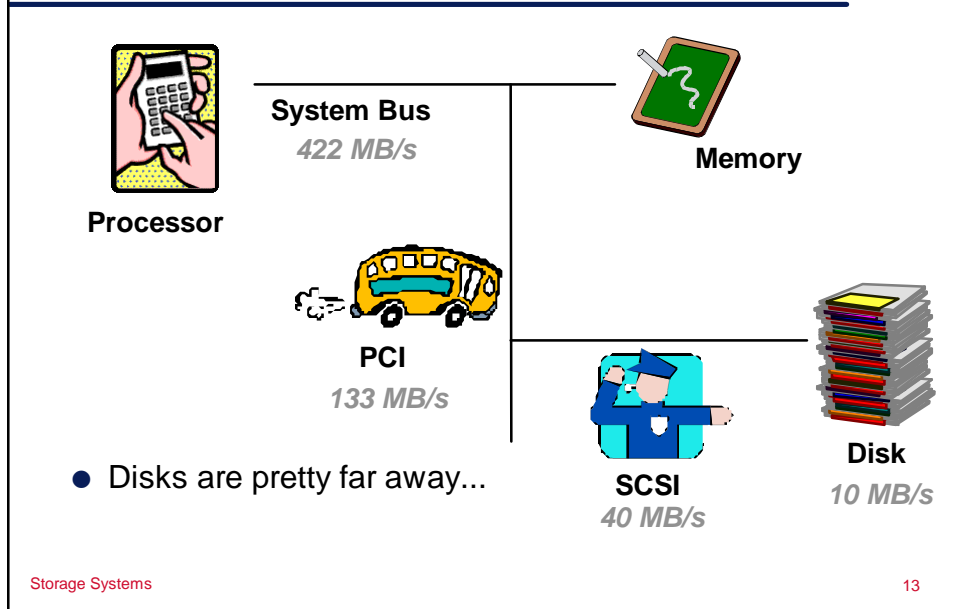 System Bus
422 MB/s
Memory
Processor
PCI
133 MB/s
Disk
10 MB/s
SCSI
40 MB/s
● Disks are pretty far away...
Storage Systems
13